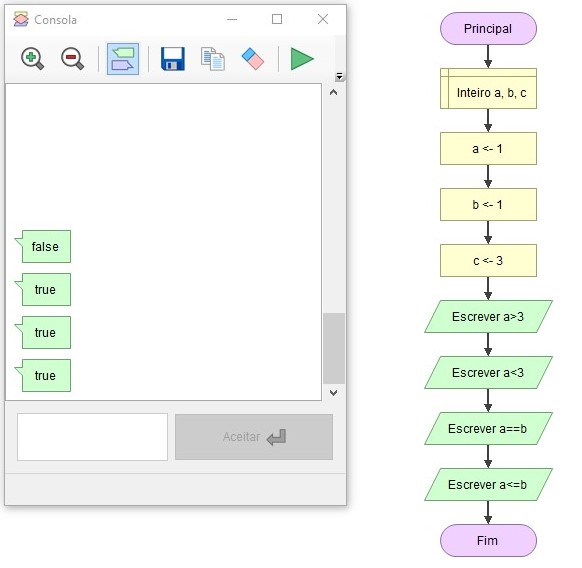 Consola
false
true
true
true
Aceitar
Principal
Inteiro a, b, c
a <- 1
b <- 1
c <- 3
Escrever a>3
Escrever a<3
Escrever a==b
Escrever a<=b
Fim